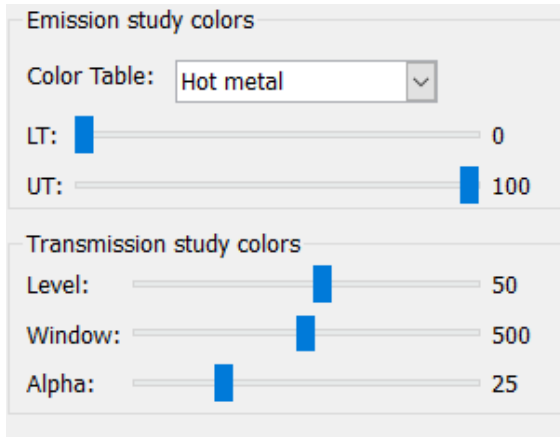 Emission study colors
Color Table: Hot metal
LT: 0
UT: 100
Transmission study colors
Level: 50
Window: 500
Alpha: 25